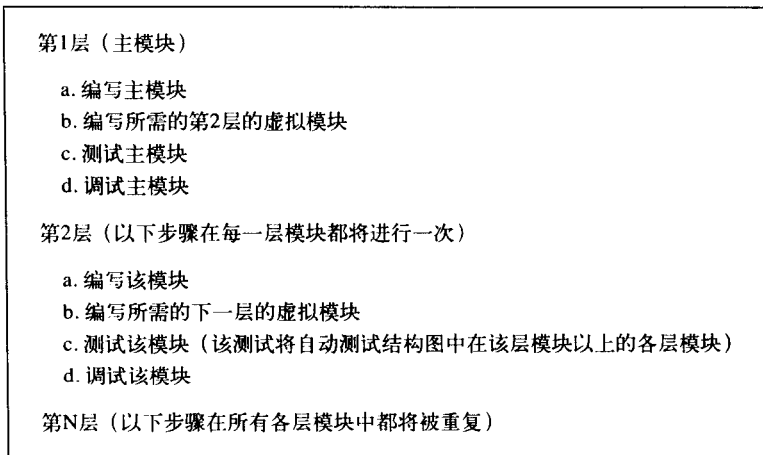 第1层（主模块）
a. 编写主模块
b. 编写所需的第2层的虚拟模块
c. 测试主模块
d. 调试主模块
第2层（以下步骤在每一层模块都将进行一次）
a. 编写该模块
b. 编写所需的下一层的虚拟模块
c. 测试该模块（该测试将自动测试结构图中在该层模块以上的各层模块）
d. 调试该模块
第N层（以下步骤在所有各层模块中都将被重复）